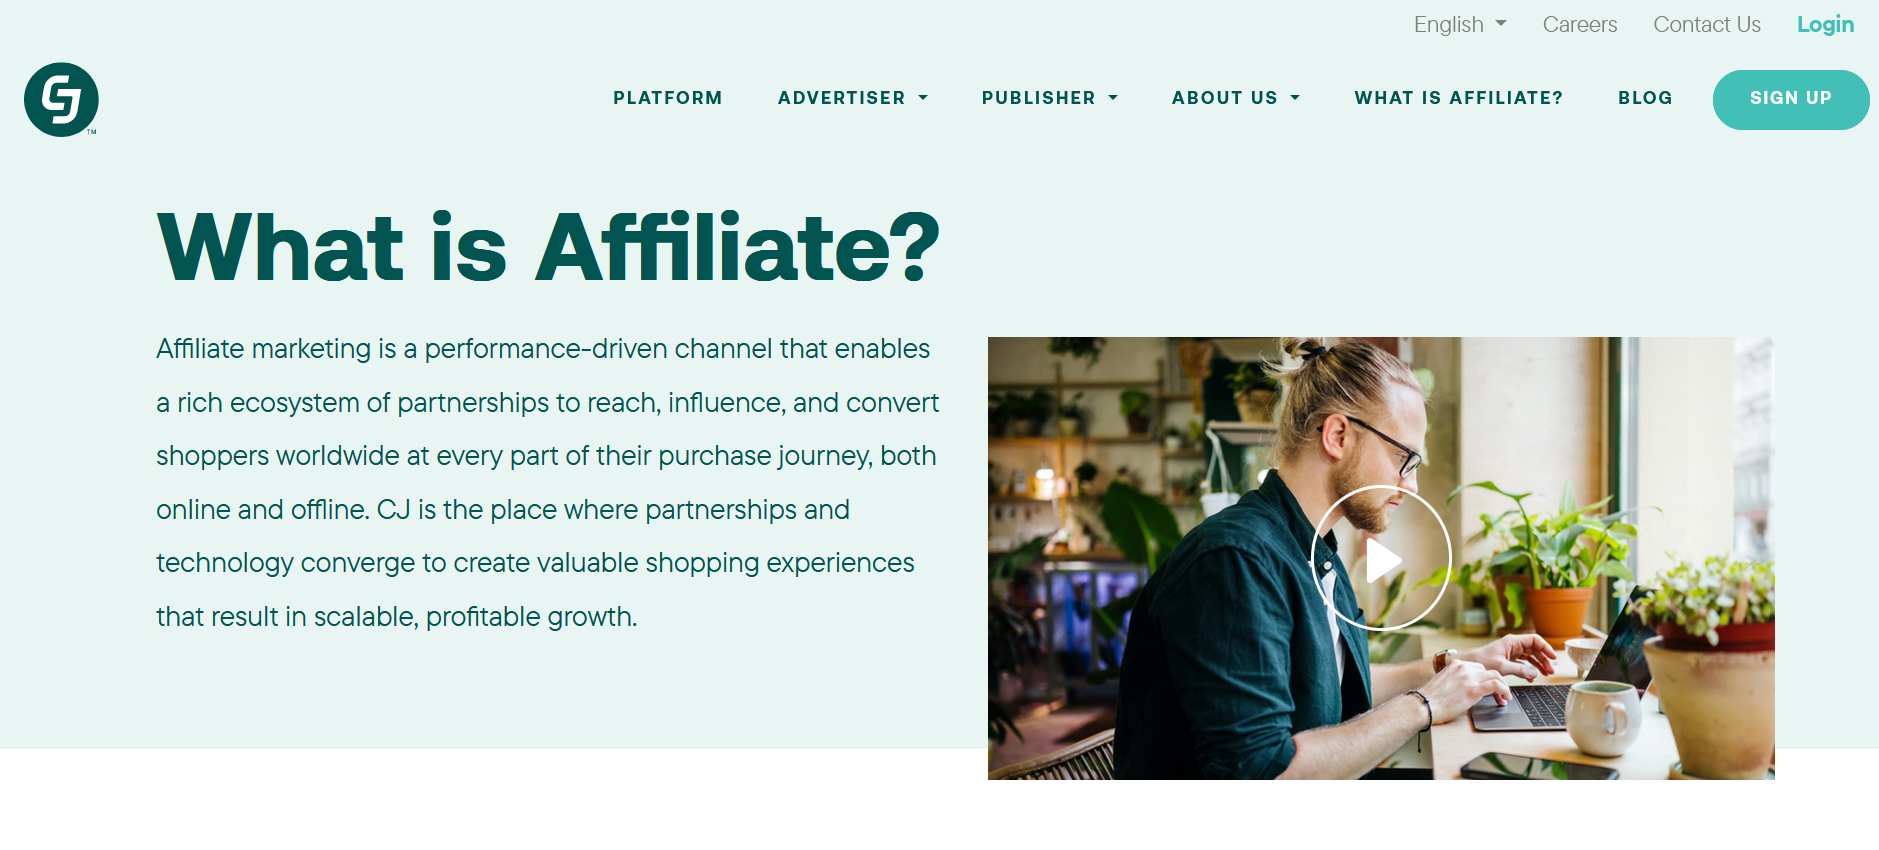 English Careers Contact Us Login
CJ TM
PLATFORM ADVERTISER PUBLISHER ABOUT US WHAT IS AFFILIATE? BLOG SIGN UP
What is Affiliate?
Affiliate marketing is a performance-driven channel that enables
a rich ecosystem of partnerships to reach, influence, and convert
shoppers worldwide at every part of their purchase journey, both
online and offline. CJ is the place where partnerships and
technology converge to create valuable shopping experiences
that result in scalable, profitable growth.